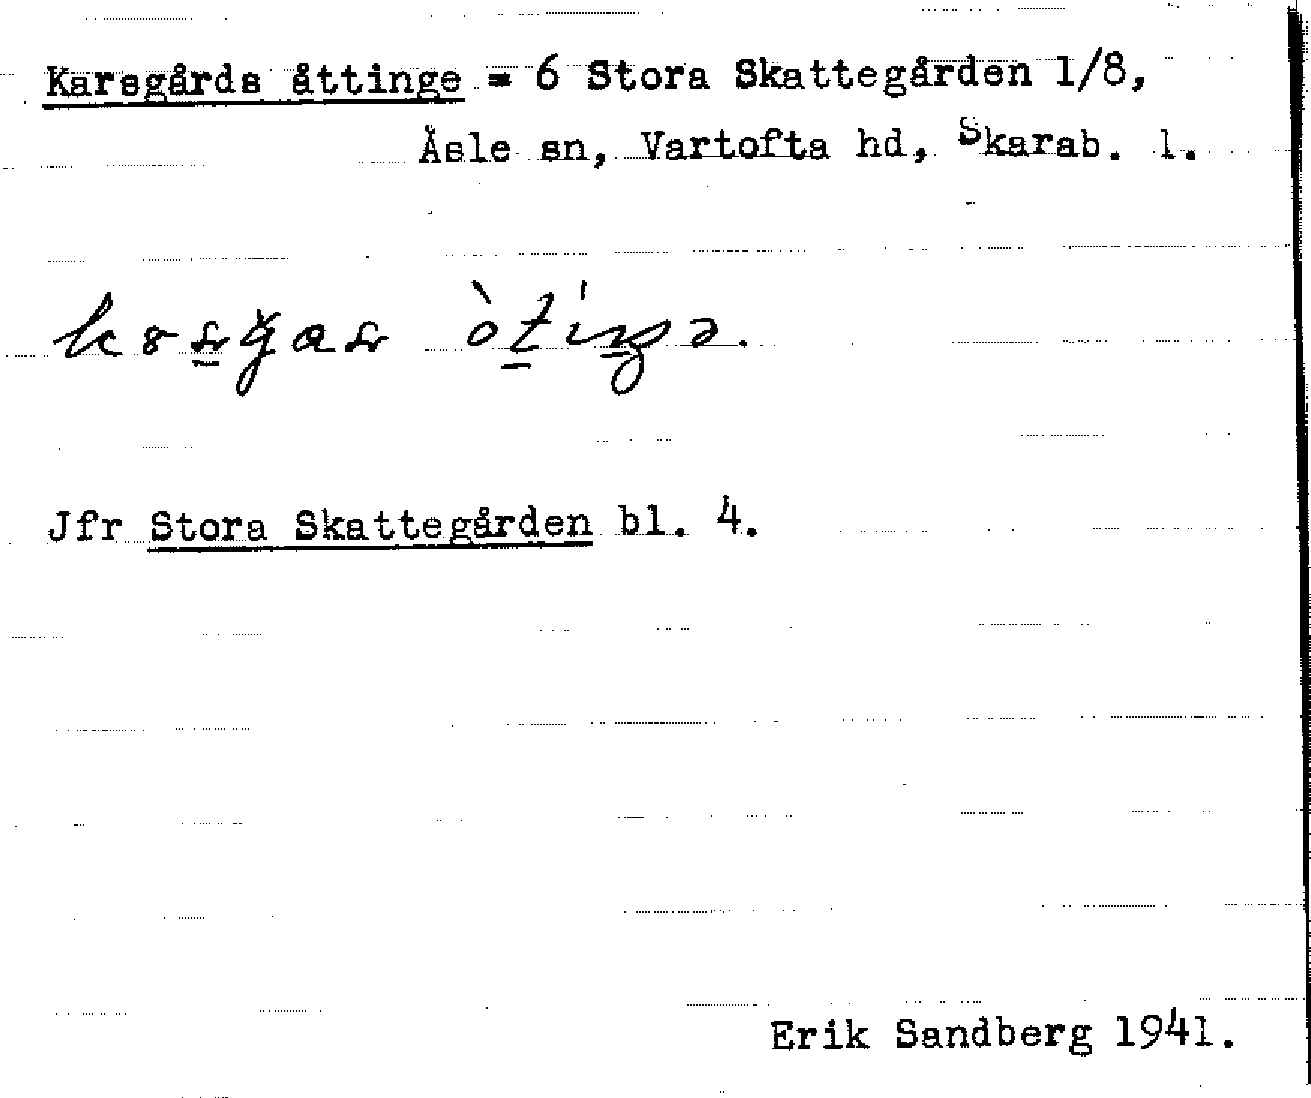 Karsgårds åttinge = 6 Stora Skattegården 1/8,
Åsle sn, Vartofta hd, Skarab. l.
Jfr Stora Skattegården bl. 4.
Erik Sandberg 1941.